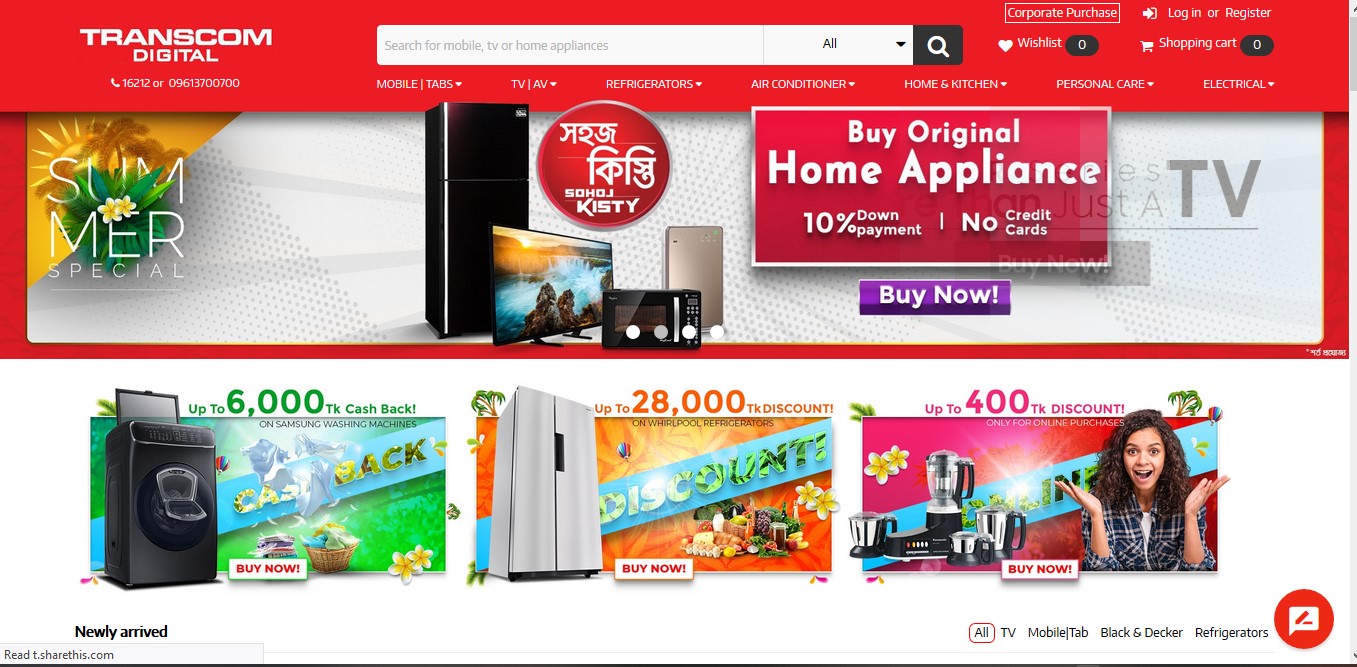 TRANSCOM
DIGITAL
16212 or 09613700700
Search for mobile, tv or home appliances
All
Corporate Purchase
Log in or Register
Wishlist 0
Shopping cart 0
MOBILE | TABS
TV | AV
REFRIGERATORS
AIR CONDITIONER
HOME & KITCHEN
PERSONAL CARE
ELECTRICAL
SUM
MER
SPECIAL
সহজ
কিস্তি
SOHOJ
KISTY
Buy Original
Home Appliance
10% Down payment | No Credit Cards
Buy Now!
Just A TV
Buy Now!
*শর্ত প্রযোজ্য
Up To 6,000 Tk Cash Back!
ON SAMSUNG WASHING MACHINES
BACK
BUY NOW!
Up To 28,000 Tk DISCOUNT!
ON WHIRLPOOL REFRIGERATORS
DISCOUNT!
BUY NOW!
Up To 400 Tk DISCOUNT!
ONLY FOR ONLINE PURCHASES
BUY NOW!
Newly arrived
All TV Mobile|Tab Black & Decker Refrigerators
Read t.sharethis.com